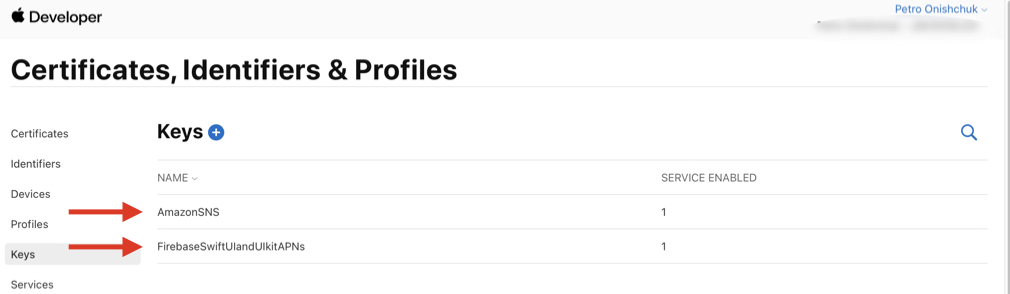 Developer
Petro Onishchuk
Certificates, Identifiers & Profiles
Certificates
Identifiers
Devices
Profiles
Keys
Services
Keys
NAME SERVICE ENABLED
AmazonSNS 1
FirebaseSwiftUIandUIkitAPNs 1